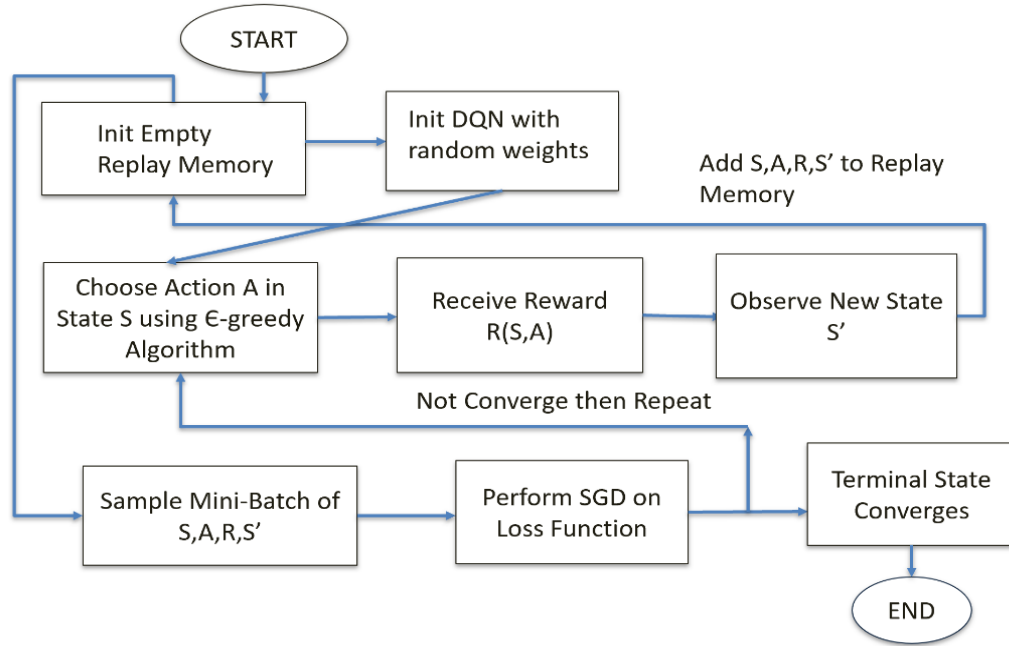 START
Init Empty
Replay Memory
Init DQN with
random weights
Add S,A,R,S’ to Replay
Memory
Choose Action A in
State S using Є-greedy
Algorithm
Receive Reward
R(S,A)
Observe New State
S’
Not Converge then Repeat
Sample Mini-Batch of
S,A,R,S’
Perform SGD on
Loss Function
Terminal State
Converges
END